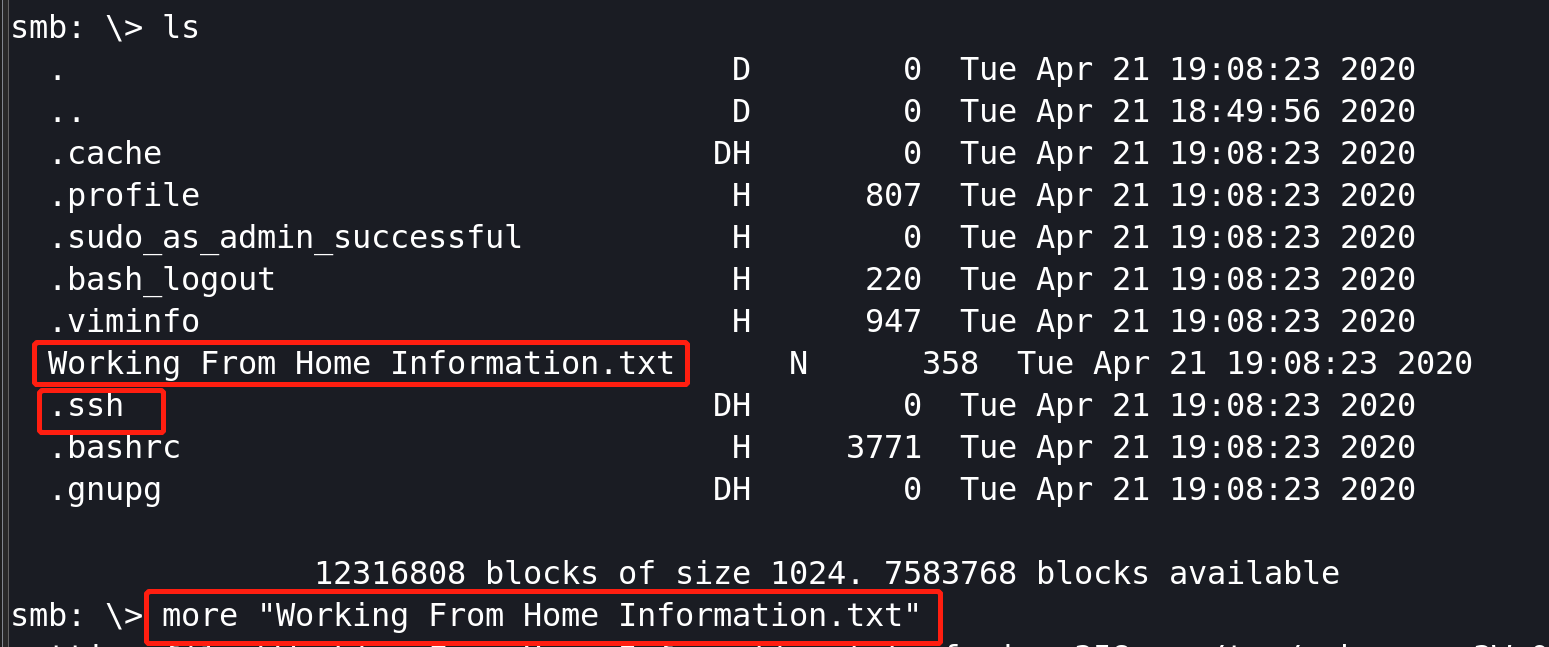 smb: \> ls
. D 0 Tue Apr 21 19:08:23 2020
.. D 0 Tue Apr 21 18:49:56 2020
.cache DH 0 Tue Apr 21 19:08:23 2020
.profile H 807 Tue Apr 21 19:08:23 2020
.sudo_as_admin_successful H 0 Tue Apr 21 19:08:23 2020
.bash_logout H 220 Tue Apr 21 19:08:23 2020
.viminfo H 947 Tue Apr 21 19:08:23 2020
Working From Home Information.txt N 358 Tue Apr 21 19:08:23 2020
.ssh DH 0 Tue Apr 21 19:08:23 2020
.bashrc H 3771 Tue Apr 21 19:08:23 2020
.gnupg DH 0 Tue Apr 21 19:08:23 2020
12316808 blocks of size 1024. 7583768 blocks available
smb: \> more "Working From Home Information.txt"